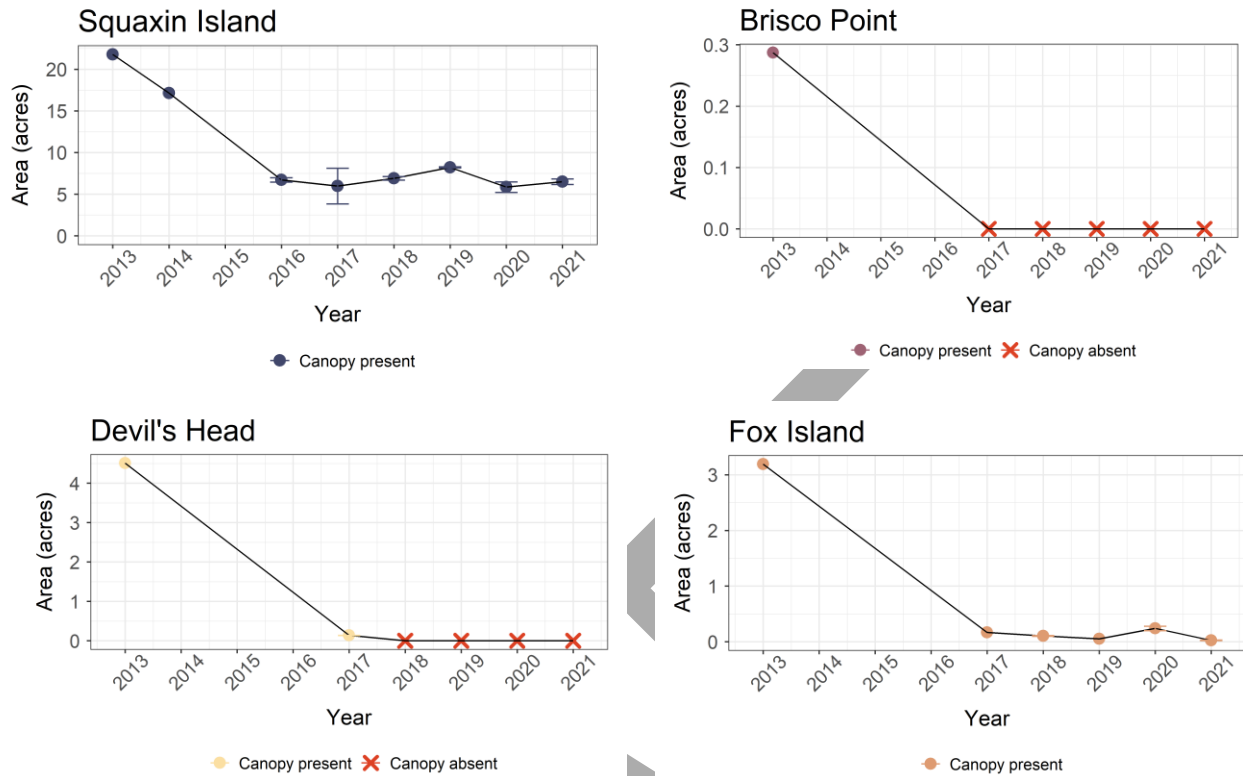 Squaxin Island
Area (acres)
20
15
10
5
0
2013 2014 2015 2016 2017 2018 2019 2020 2021
Year
Canopy present
Brisco Point
Area (acres)
0.3
0.2
0.1
0.0
2013 2014 2015 2016 2017 2018 2019 2020 2021
Year
Canopy present Canopy absent
Devil's Head
Area (acres)
4
3
2
1
0
2013 2014 2015 2016 2017 2018 2019 2020 2021
Year
Canopy present Canopy absent
Fox Island
Area (acres)
3
2
1
0
2013 2014 2015 2016 2017 2018 2019 2020 2021
Year
Canopy present